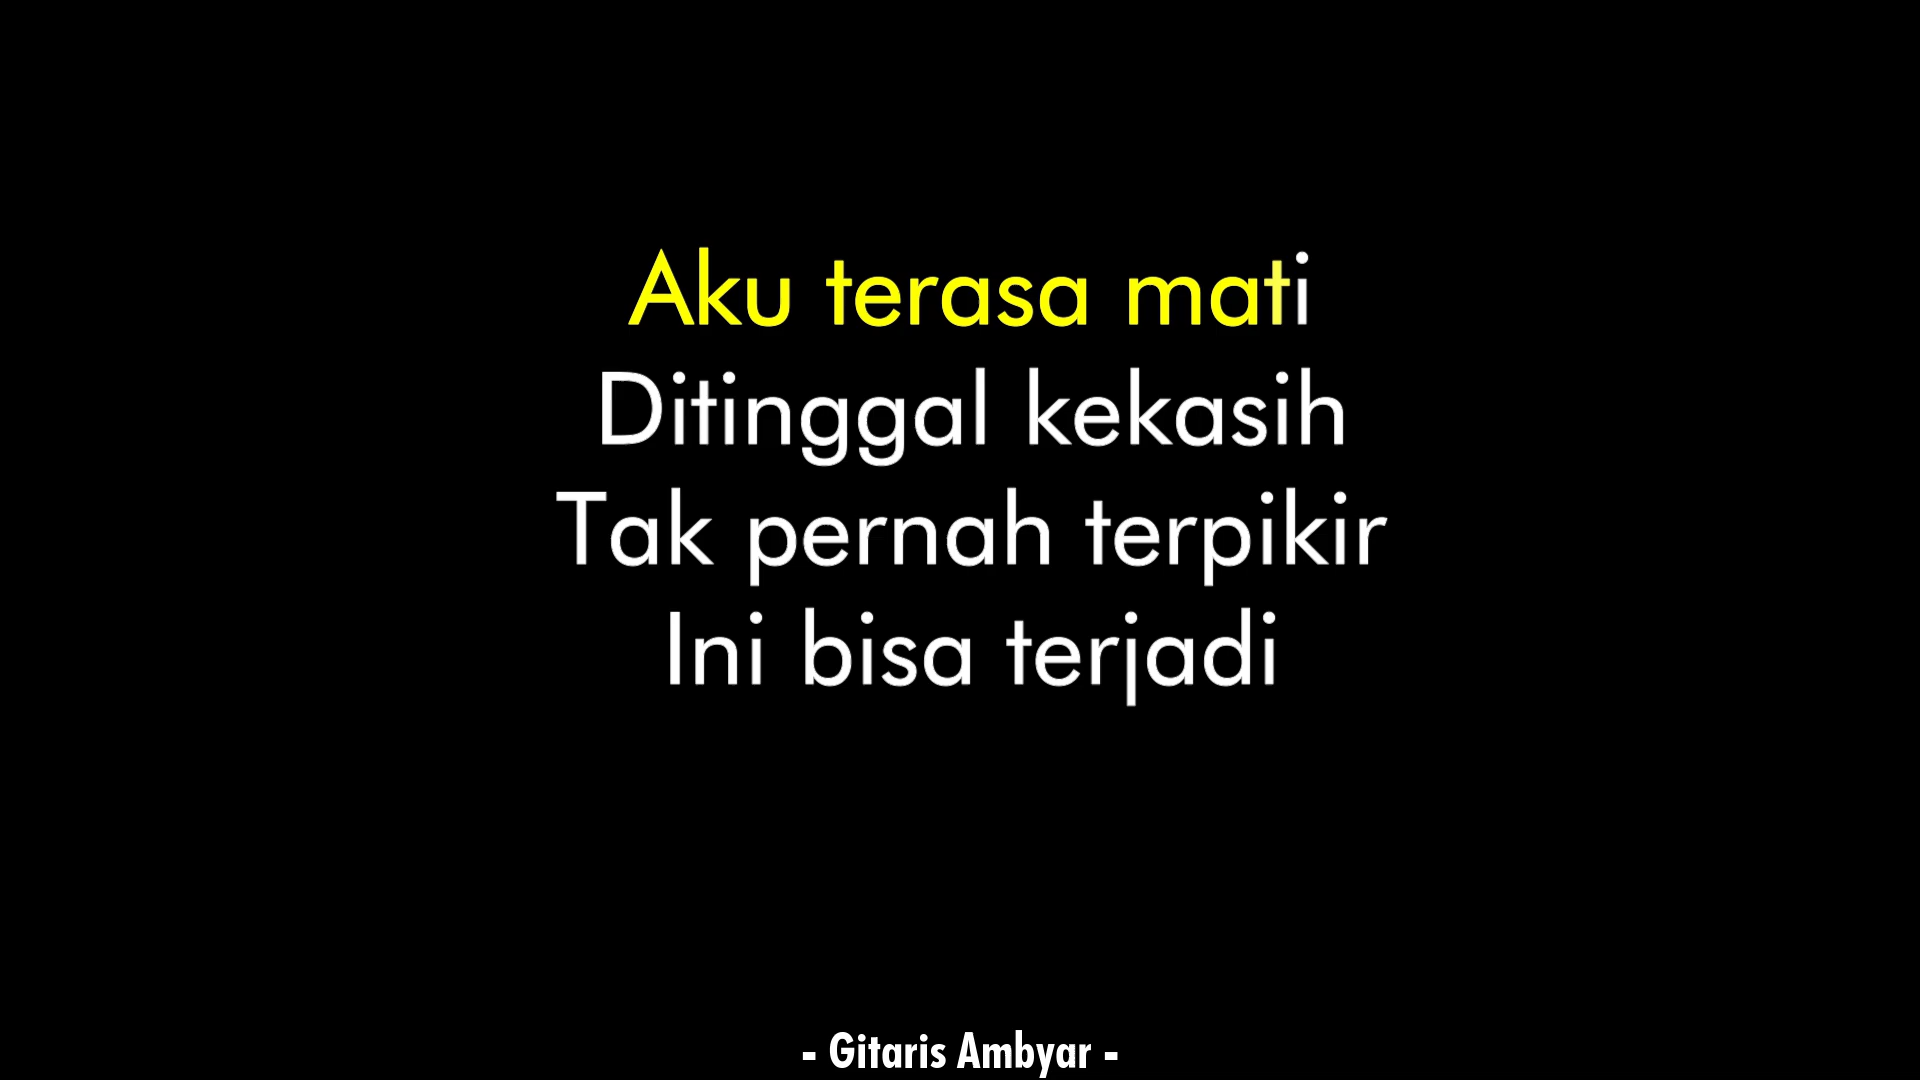 Aku terasa mati
Ditinggal kekasih
Tak pernah terpikir
Ini bisa terjadi
- Gitaris Ambyar -